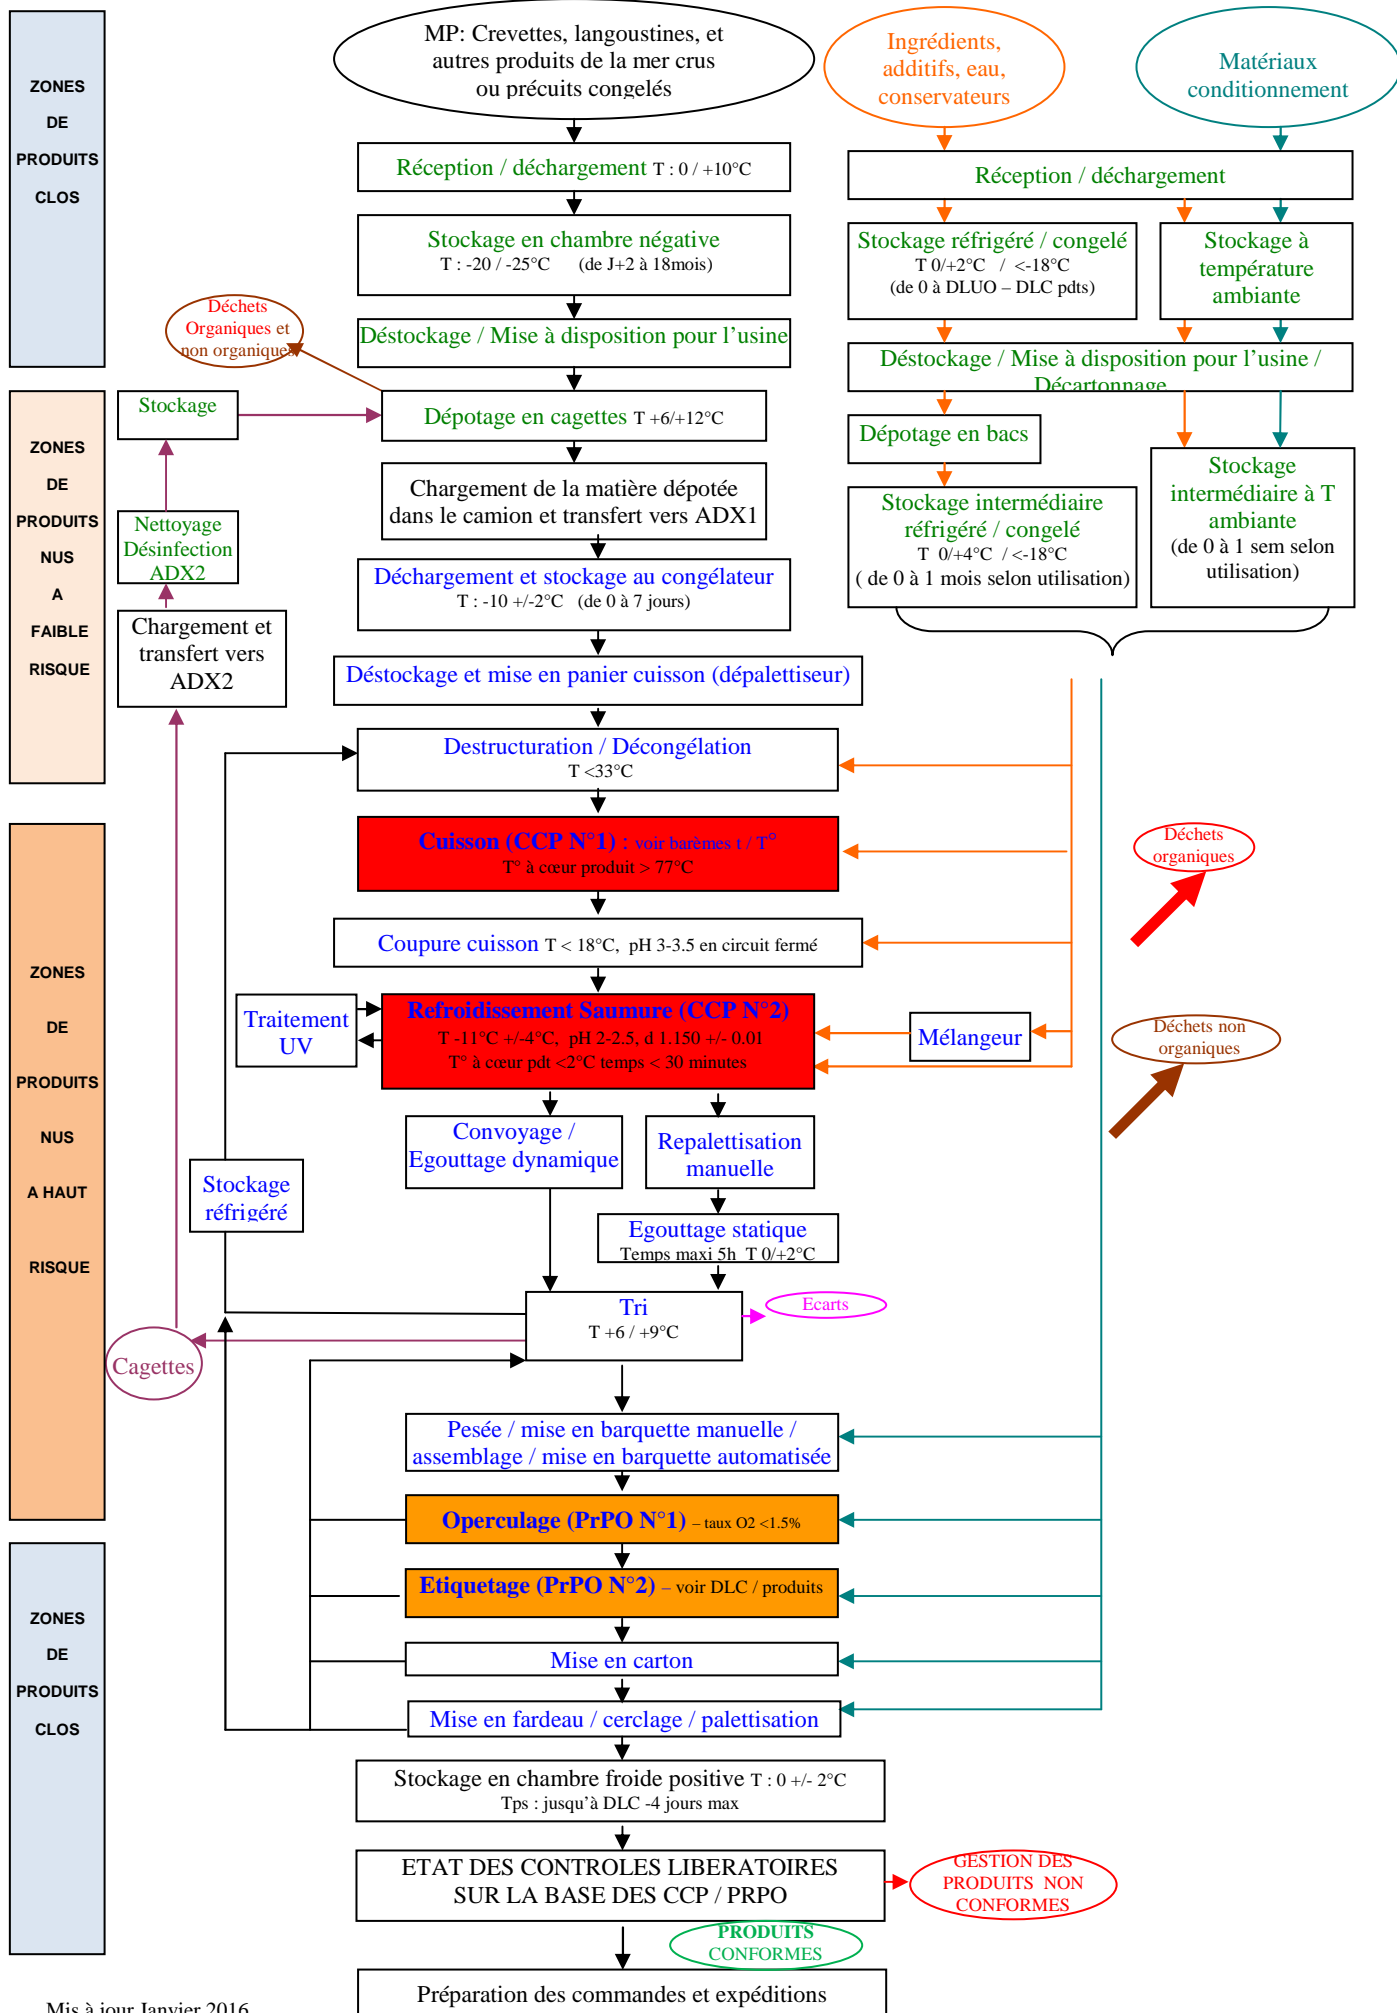 MP: Crevettes, langoustines, et
autres produits de la mer crus
ou précuits congelés
Ingrédients,
additifs, eau,
conservateurs
Matériaux
conditionnement
ZONES
DE
PRODUITS
CLOS
Réception / déchargement T : 0 / +10°C
Réception / déchargement
Stockage en chambre négative
T : -20 / -25°C (de J+2 à 18mois)
Stockage réfrigéré / congelé
T 0/+2°C / <-18°C
(de 0 à DLUO – DLC pdts)
Stockage à
température
ambiante
Déchets
Organiques et
non organiques
Déstockage / Mise à disposition pour l'usine
Déstockage / Mise à disposition pour l'usine /
Décartonnage
ZONES
DE
PRODUITS
NUS
A
FAIBLE
RISQUE
Stockage
Dépotage en cagettes T +6/+12°C
Dépotage en bacs
Chargement de la matière dépotée
dans le camion et transfert vers ADX1
Stockage intermédiaire
réfrigéré / congelé
T 0/+4°C / <-18°C
( de 0 à 1 mois selon utilisation)
Stockage
intermédiaire à T
ambiante
(de 0 à 1 sem selon
utilisation)
Nettoyage
Désinfection
ADX2
Déchargement et stockage au congélateur
T : -10 +/-2°C (de 0 à 7 jours)
Chargement et
transfert vers
ADX2
Déstockage et mise en panier cuisson (dépalettiseur)
Destructuration / Décongélation
T <33°C
ZONES
DE
PRODUITS
NUS
A HAUT
RISQUE
Cuisson (CCP N°1) : voir barèmes t / T°
T° à cœur produit > 77°C
Déchets
organiques
Coupure cuisson T < 18°C, pH 3-3.5 en circuit fermé
Traitement
UV
Refroidissement Saumure (CCP N°2)
T -11°C +/-4°C, pH 2-2.5, d 1.150 +/- 0.01
T° à cœur pdt <2°C temps < 30 minutes
Mélangeur
Déchets non
organiques
Convoyage /
Egouttage dynamique
Repalettisation
manuelle
Stockage
réfrigéré
Egouttage statique
Temps maxi 5h T 0/+2°C
Tri
T +6 / +9°C
Ecarts
Cagettes
Pesée / mise en barquette manuelle /
assemblage / mise en barquette automatisée
Operculage (PrPO N°1) – taux O2 <1.5%
ZONES
DE
PRODUITS
CLOS
Etiquetage (PrPO N°2) – voir DLC / produits
Mise en carton
Mise en fardeau / cerclage / palettisation
Stockage en chambre froide positive T : 0 +/- 2°C
Tps : jusqu'à DLC -4 jours max
ETAT DES CONTROLES LIBERATOIRES
SUR LA BASE DES CCP / PRPO
GESTION DES
PRODUITS NON
CONFORMES
PRODUITS
CONFORMES
Préparation des commandes et expéditions
Mis à jour Janvier 2016